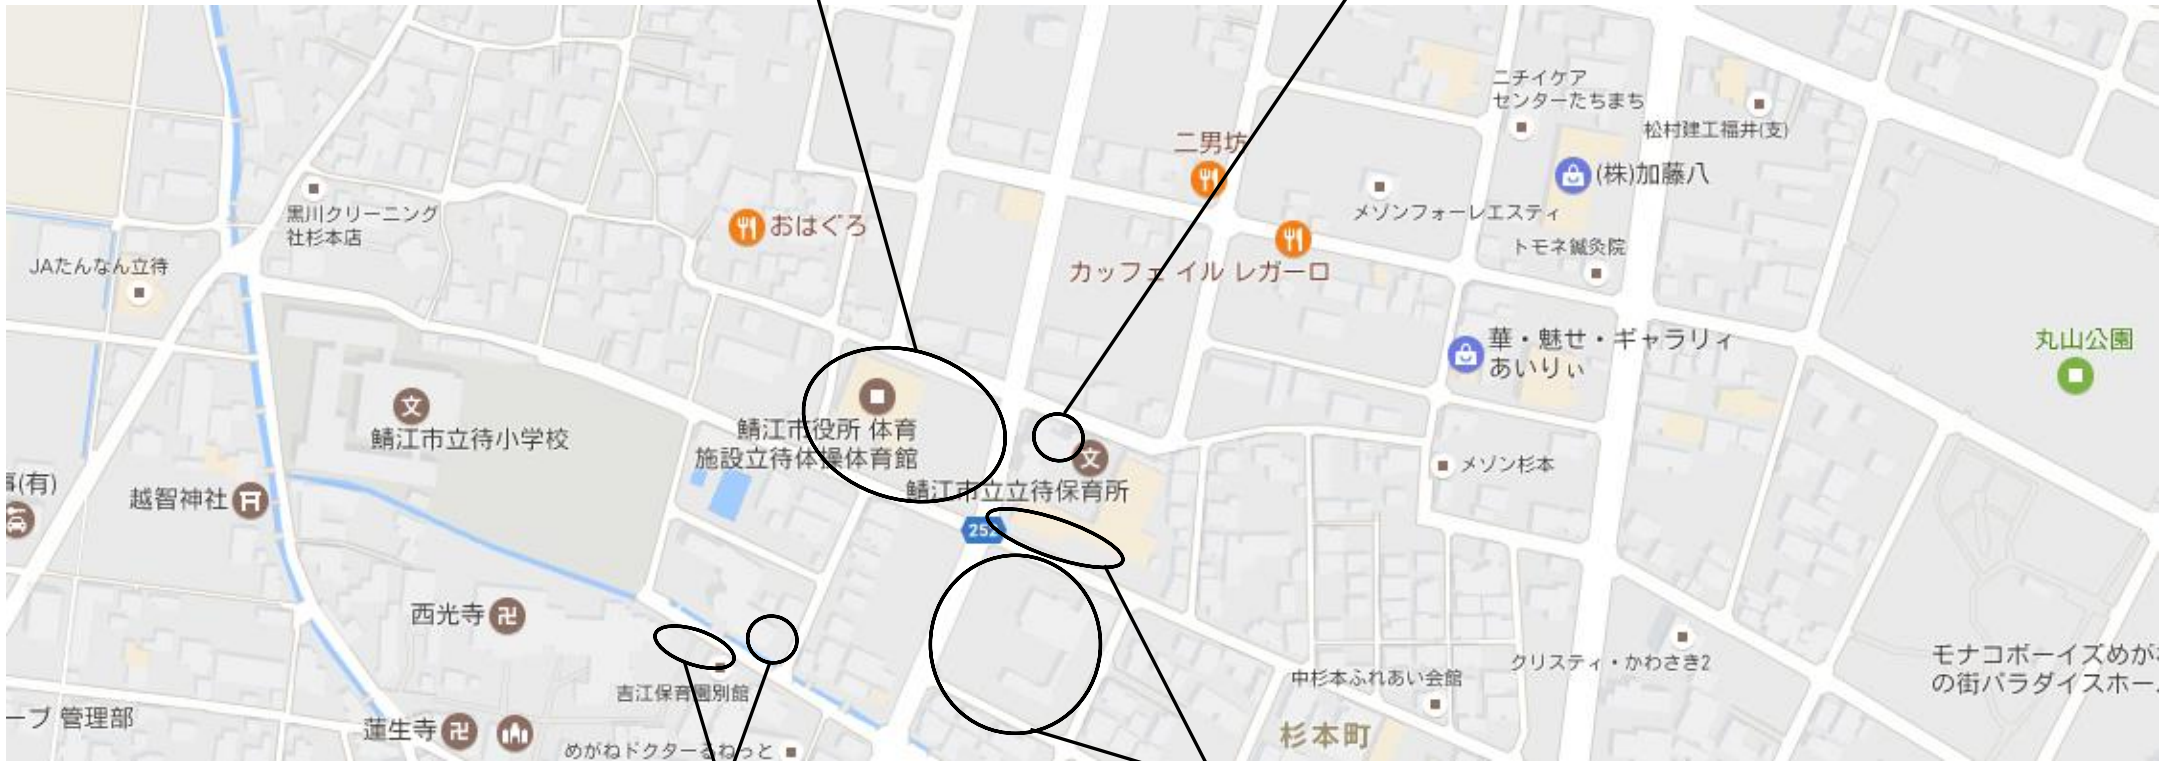 ニチイケア
センターたちまち
松村建工福井(支)
二男坊
(株)加藤八
黒川クリーニング
社杉本店
おはぐろ
メゾンフォーレエスティ
トモネ鍼灸院
JAたんなん立待
カッフェ イル レガーロ
華・魅せ・ギャラリィ
あいりぃ
丸山公園
文
鯖江市立待小学校
鯖江市役所 体育
施設立待体操体育館
文
鯖江市立立待保育所
メゾン杉本
(有)
越智神社
252
西光寺
吉江保育園別館
中杉本ふれあい会館
クリスティ・かわさき2
モナコボーイズめが
の街パラダイスホー
ーブ 管理部
蓮生寺
めがねドクターるねっと
杉本町